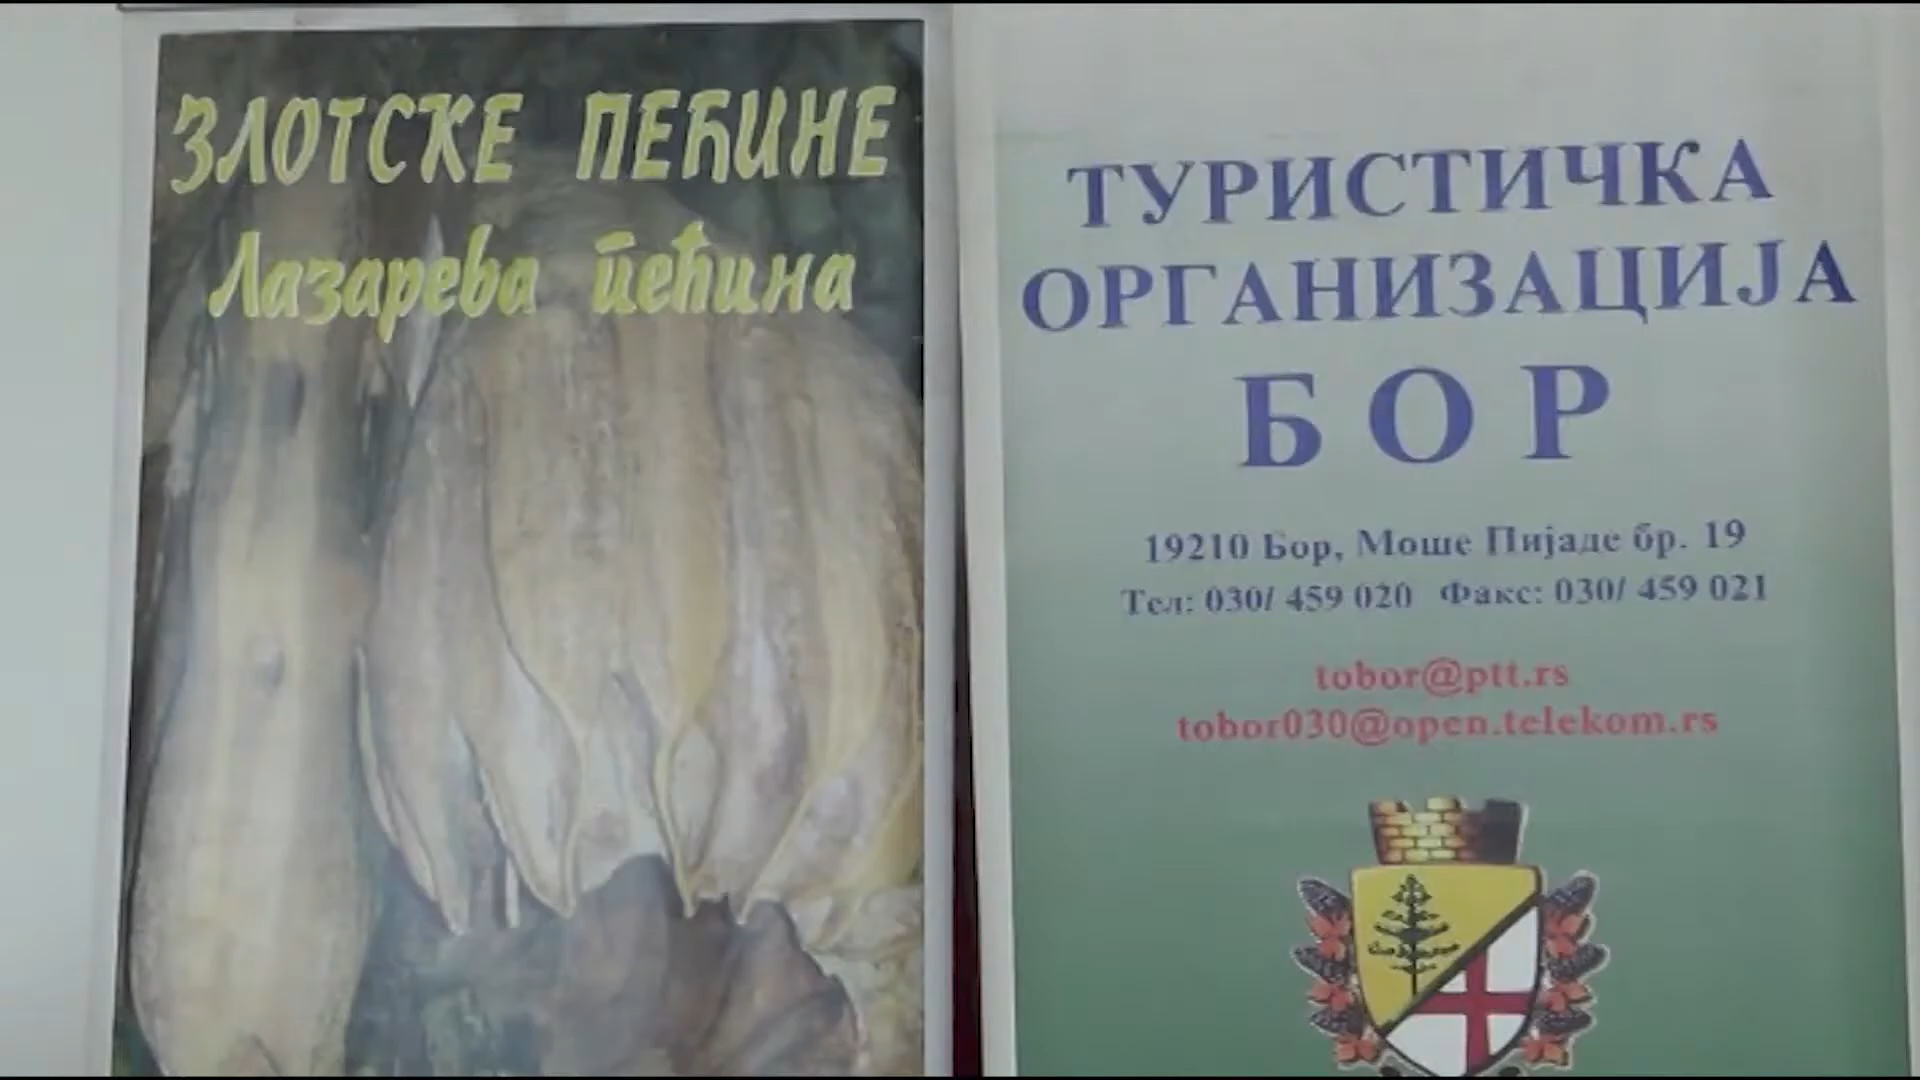 ЗЛОТСКЕ ПЕЋИНЕ
Лазарева пећина
ТУРИСТИЧКА
ОРГАНИЗАЦИЈА
БОР
19210 Бор, Моше Пијаде бр. 19
Тел: 030/ 459 020 Факс: 030/ 459 021
tobor@ptt.rs
tobor030@open.telekom.rs